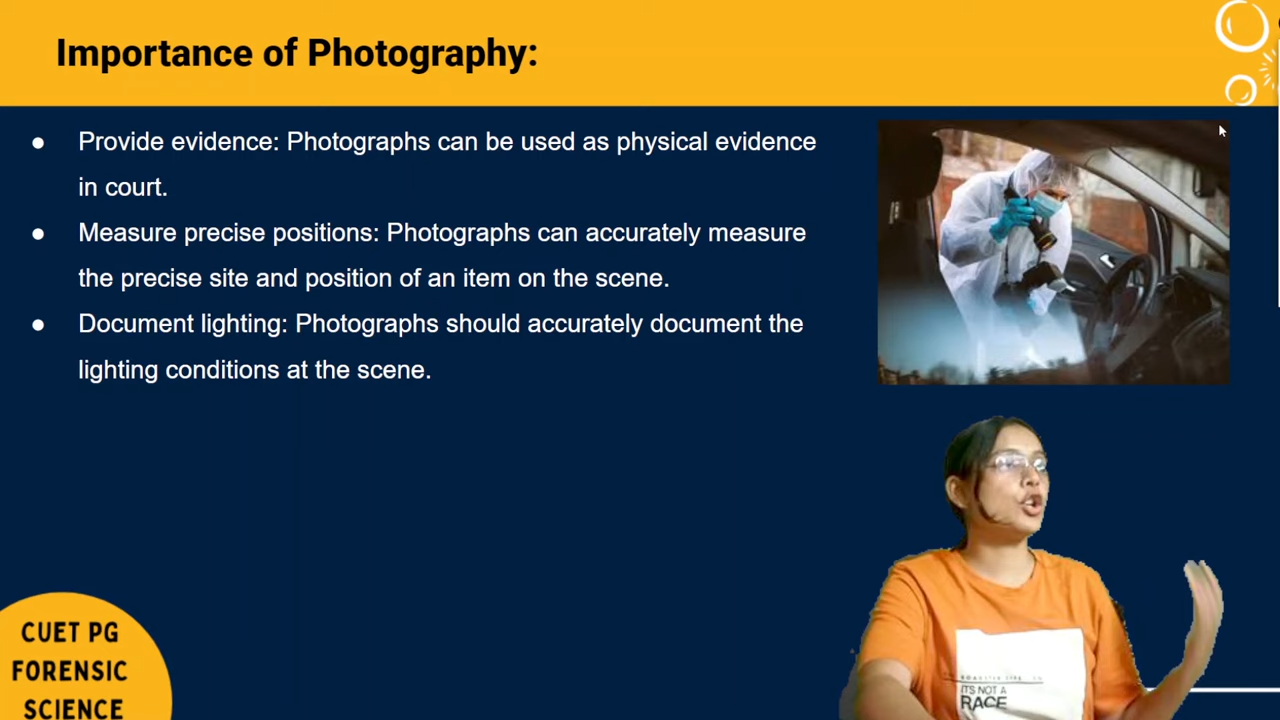 Importance of Photography:
● Provide evidence: Photographs can be used as physical evidence
in court.
● Measure precise positions: Photographs can accurately measure
the precise site and position of an item on the scene.
● Document lighting: Photographs should accurately document the
lighting conditions at the scene.
CUET PG
FORENSIC
SCIENCE
ITS NOT A
RACE